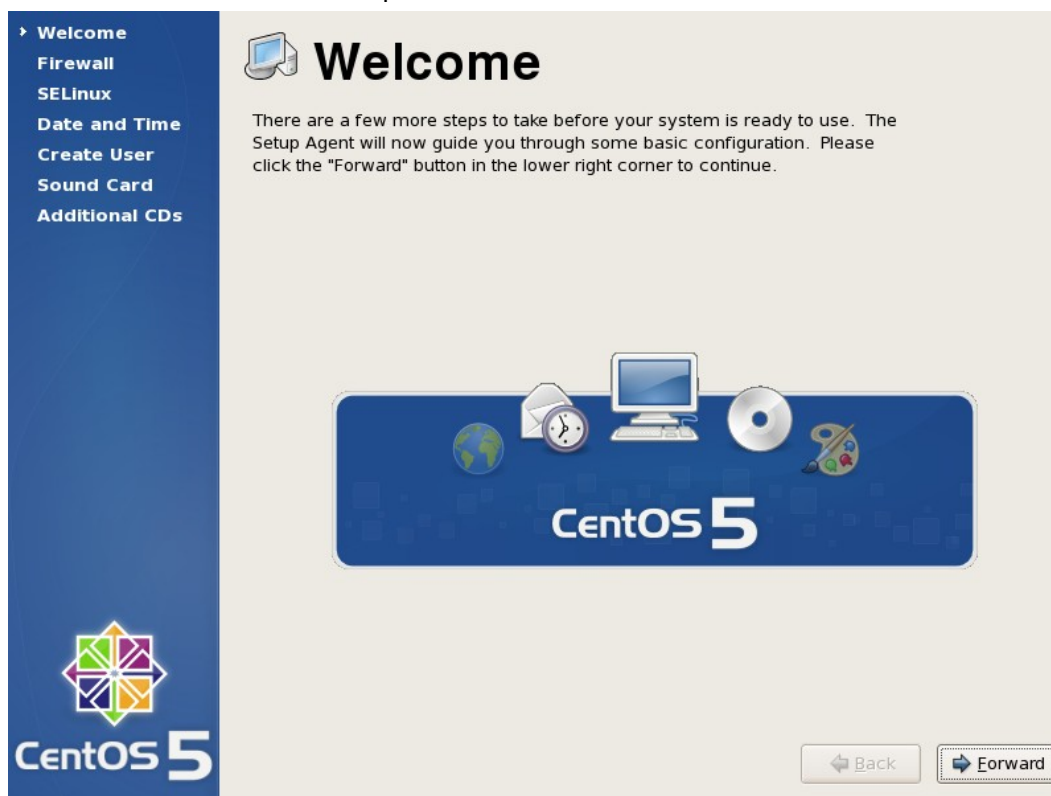 Welcome
Firewall
SELinux
Date and Time
Create User
Sound Card
Additional CDs
Welcome
There are a few more steps to take before your system is ready to use. The
Setup Agent will now guide you through some basic configuration. Please
click the "Forward" button in the lower right corner to continue.
CentOS 5
CentOS 5
Back
Forward